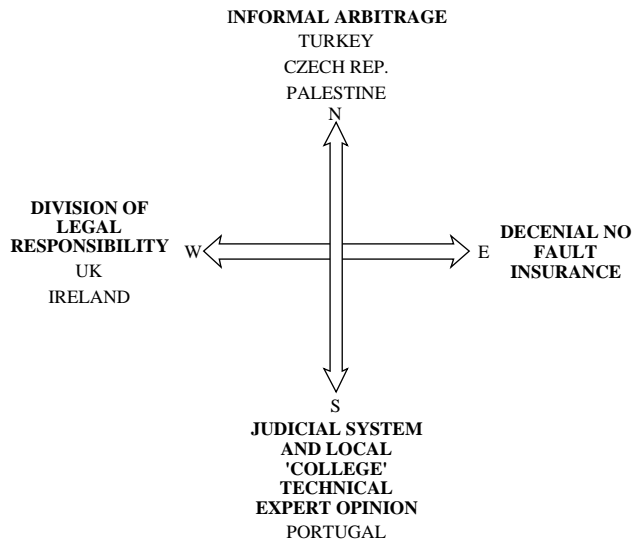 INFORMAL ARBITRAGE
TURKEY
CZECH REP.
PALESTINE
N
DIVISION OF
LEGAL
RESPONSIBILITY
UK
IRELAND
W
E
DECENIAL NO
FAULT
INSURANCE
S
JUDICIAL SYSTEM
AND LOCAL
'COLLEGE'
TECHNICAL
EXPERT OPINION
PORTUGAL